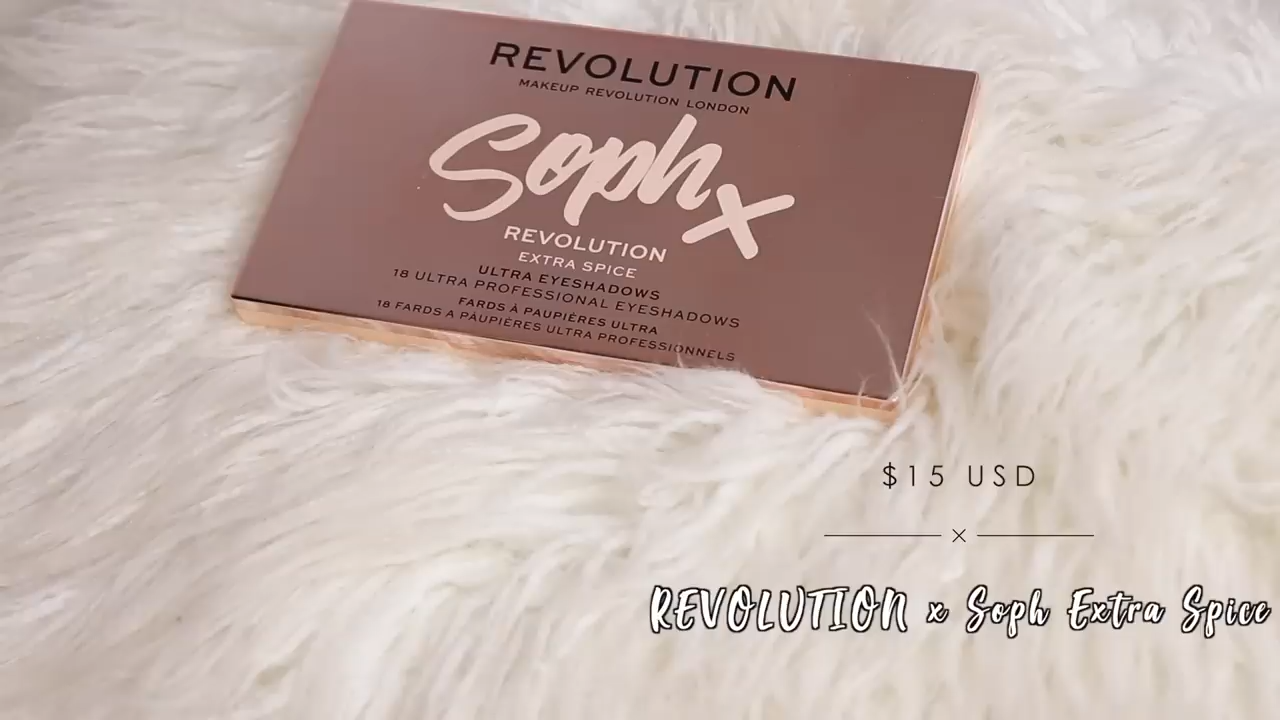 REVOLUTION
MAKEUP REVOLUTION LONDON
Soph x
REVOLUTION
EXTRA SPICE
ULTRA EYESHADOWS
18 ULTRA PROFESSIONAL EYESHADOWS
FARDS À PAUPIÈRES ULTRA
18 FARDS A PAUPIÈRES ULTRA PROFESSIONNELS
$15 USD
x
REVOLUTION x Soph Extra Spice